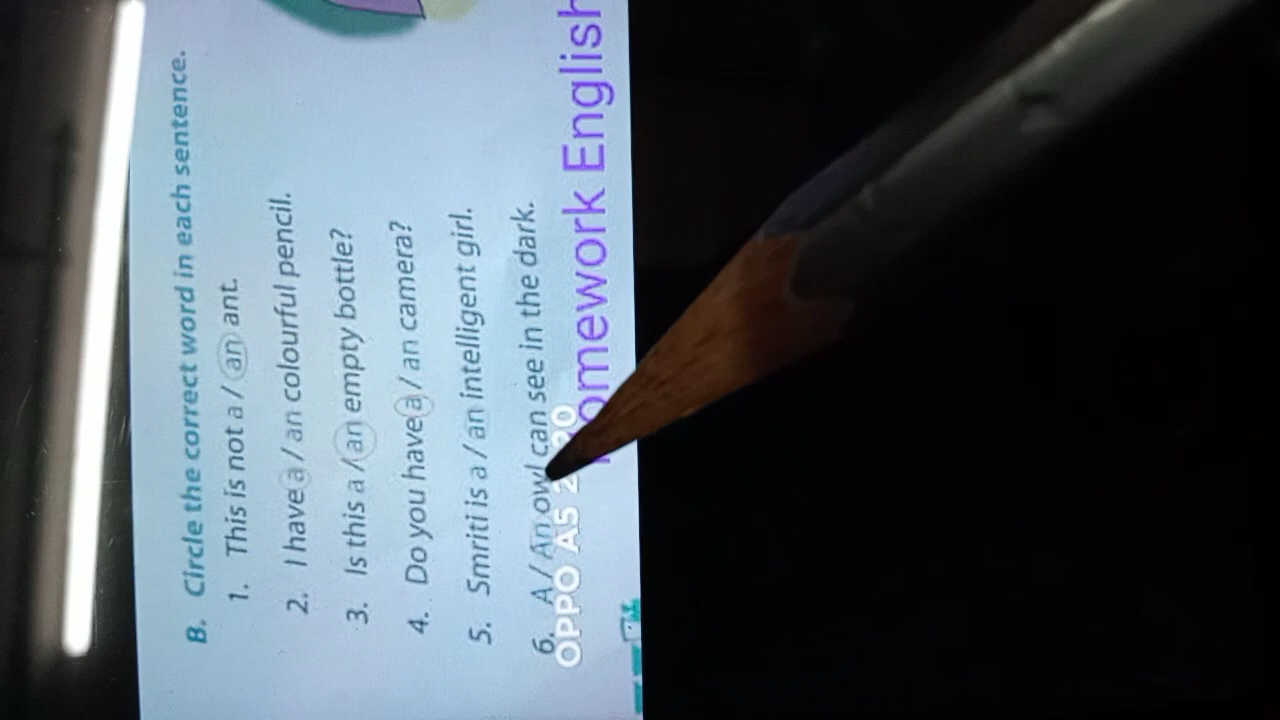 B. Circle the correct word in each sentence.
1. This is not a / an ant.
2. I have a / an colourful pencil.
3. Is this a / an empty bottle?
4. Do you have a / an camera?
5. Smriti is a / an intelligent girl.
6. A / An owl can see in the dark.
omework English
OPPO A5 2020